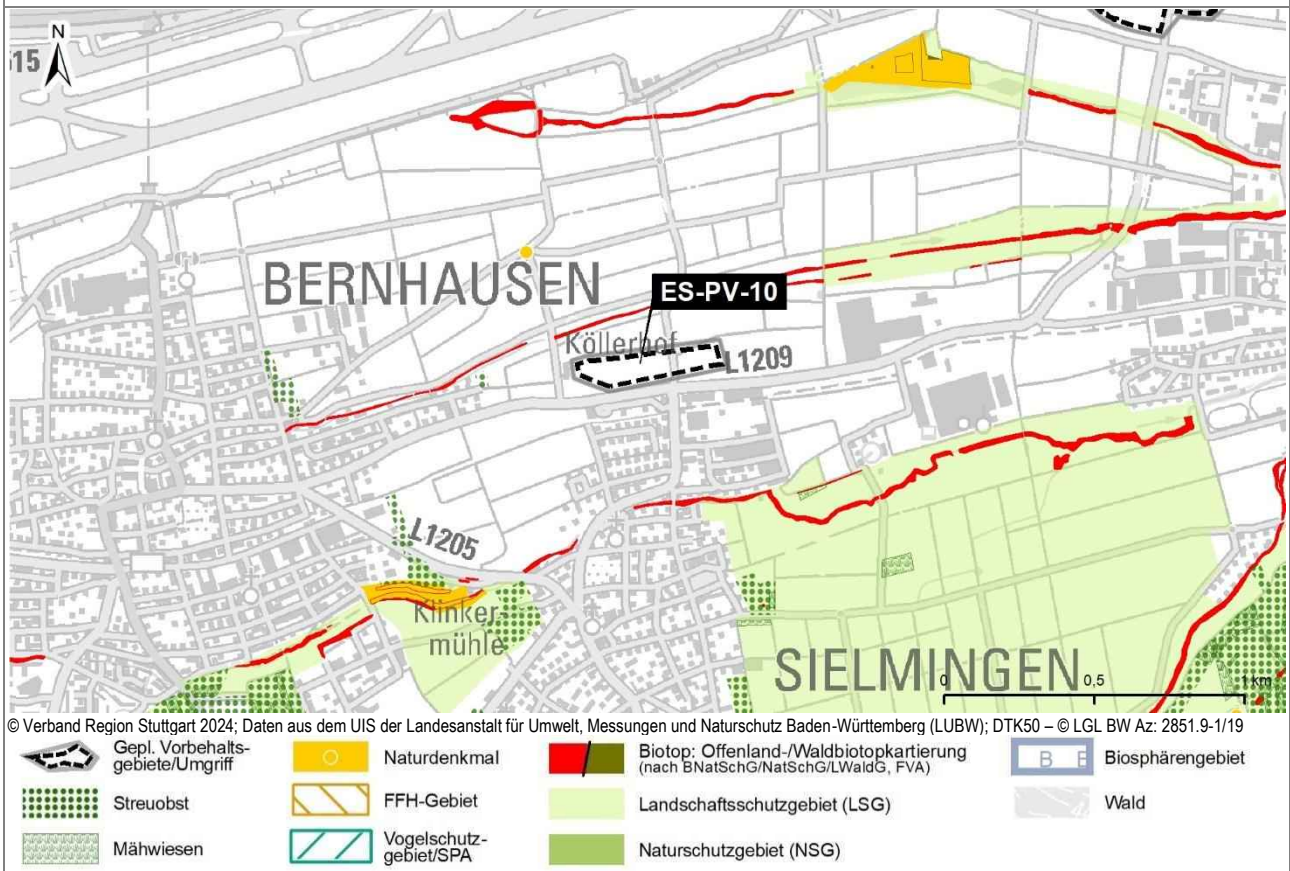 N
315
BERNHAUSEN
ES-PV-10
Köllerhof
L1209
L1205
Klinker-
mühle
SIELMINGEN
0 0,5 1 km
© Verband Region Stuttgart 2024; Daten aus dem UIS der Landesanstalt für Umwelt, Messungen und Naturschutz Baden-Württemberg (LUBW); DTK50 – © LGL BW Az: 2851.9-1/19
Gepl. Vorbehalts-
gebiete/Umgriff
Naturdenkmal
Biotop: Offenland-/Waldbiotopkartierung
(nach BNatSchG/NatSchG/LWaldG, FVA)
B B Biosphärengebiet
Streuobst
FFH-Gebiet
Landschaftsschutzgebiet (LSG)
Wald
Mähwiesen
Vogelschutz-
gebiet/SPA
Naturschutzgebiet (NSG)